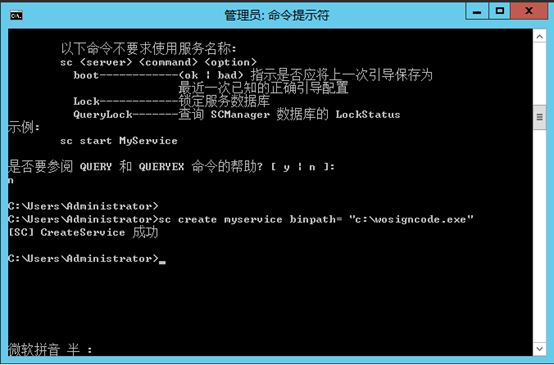 管理员: 命令提示符
以下命令不要求使用服务名称:
sc <server> <command> <option>
boot------------(ok | bad) 指示是否应将上一次引导保存为
最近一次已知的正确引导配置
Lock------------锁定服务数据库
QueryLock-------查询 SCManager 数据库的 LockStatus
示例:
sc start MyService
是否要参阅 QUERY 和 QUERYEX 命令的帮助? [ y | n ]:
n
C:\Users\Administrator>
C:\Users\Administrator>sc create myservice binpath= "c:\wosigncode.exe"
[SC] CreateService 成功
C:\Users\Administrator>
微软拼音 半 :